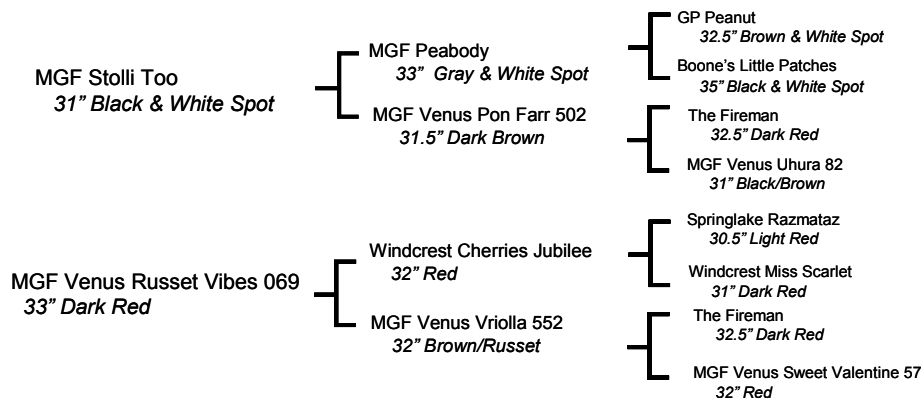 MGF Stolli Too
31” Black & White Spot
MGF Peabody
33” Gray & White Spot
GP Peanut
32.5” Brown & White Spot
Boone’s Little Patches
35” Black & White Spot
MGF Venus Pon Farr 502
31.5” Dark Brown
The Fireman
32.5” Dark Red
MGF Venus Uhura 82
31” Black/Brown
MGF Venus Russet Vibes 069
33” Dark Red
Windcrest Cherries Jubilee
32” Red
Springlake Razmataz
30.5” Light Red
Windcrest Miss Scarlet
31” Dark Red
MGF Venus Vriolla 552
32” Brown/Russet
The Fireman
32.5” Dark Red
MGF Venus Sweet Valentine 57
32” Red